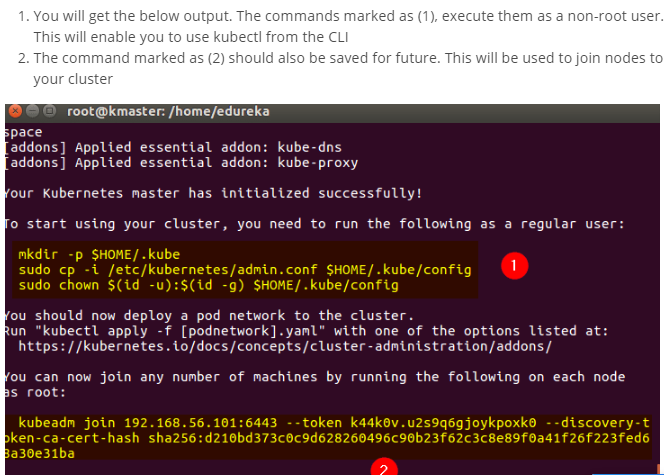 1. You will get the below output. The commands marked as (1), execute them as a non-root user.
This will enable you to use kubectl from the CLI
2. The command marked as (2) should also be saved for future. This will be used to join nodes to
your cluster
root@kmaster: /home/edureka
space
[addons] Applied essential addon: kube-dns
[addons] Applied essential addon: kube-proxy
Your Kubernetes master has initialized successfully!
To start using your cluster, you need to run the following as a regular user:
mkdir -p $HOME/.kube
sudo cp -i /etc/kubernetes/admin.conf $HOME/.kube/config
sudo chown $(id -u):$(id -g) $HOME/.kube/config
1
You should now deploy a pod network to the cluster.
Run "kubectl apply -f [podnetwork].yaml" with one of the options listed at:
https://kubernetes.io/docs/concepts/cluster-administration/addons/
You can now join any number of machines by running the following on each node
as root:
kubeadm join 192.168.56.101:6443 --token k44k0v.u2s9q6gjoykpoxk0 --discovery-t
oken-ca-cert-hash sha256:d210bd373c0c9d628260496c90b23f62c3c8e89f0a41f26f223fed6
3a30e31ba
2